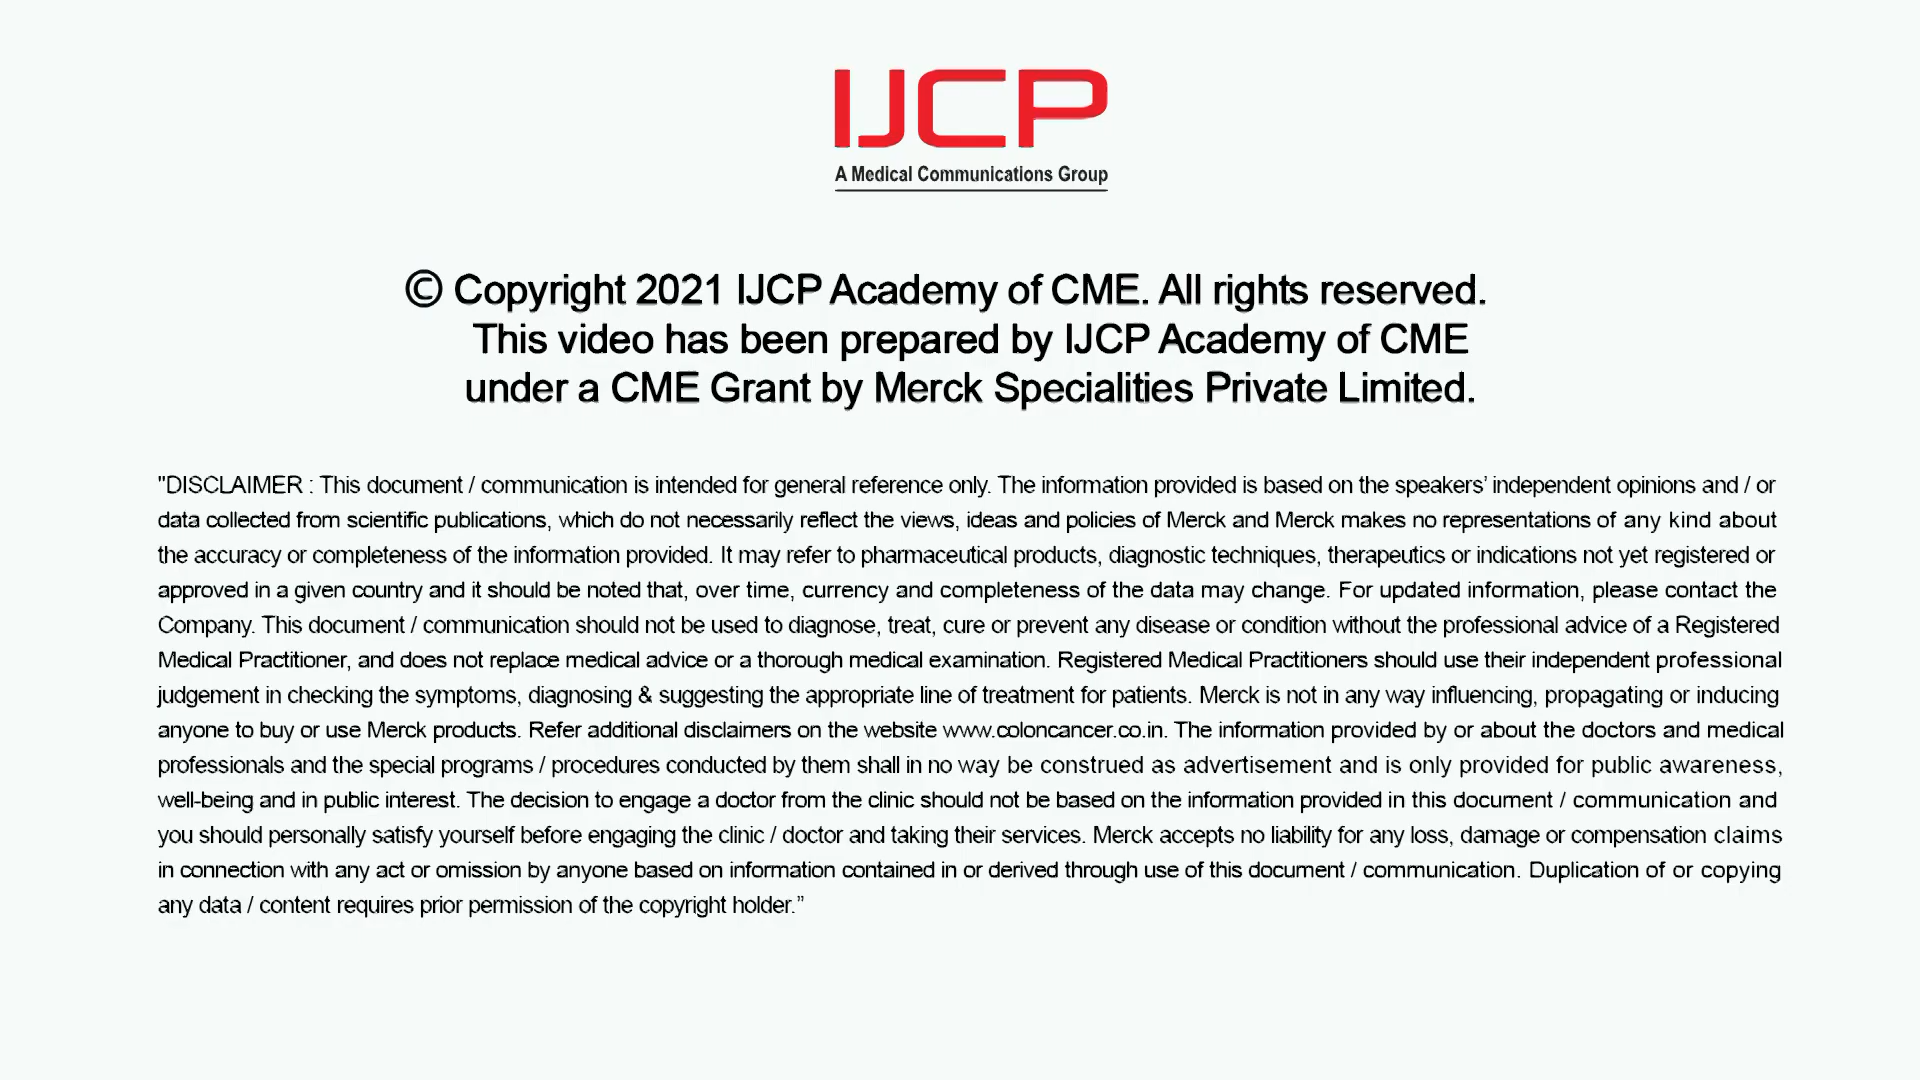 IJCP
A Medical Communications Group
© Copyright 2021 IJCP Academy of CME. All rights reserved.
This video has been prepared by IJCP Academy of CME
under a CME Grant by Merck Specialities Private Limited.
"DISCLAIMER : This document / communication is intended for general reference only. The information provided is based on the speakers’ independent opinions and / or
data collected from scientific publications, which do not necessarily reflect the views, ideas and policies of Merck and Merck makes no representations of any kind about
the accuracy or completeness of the information provided. It may refer to pharmaceutical products, diagnostic techniques, therapeutics or indications not yet registered or
approved in a given country and it should be noted that, over time, currency and completeness of the data may change. For updated information, please contact the
Company. This document / communication should not be used to diagnose, treat, cure or prevent any disease or condition without the professional advice of a Registered
Medical Practitioner, and does not replace medical advice or a thorough medical examination. Registered Medical Practitioners should use their independent professional
judgement in checking the symptoms, diagnosing & suggesting the appropriate line of treatment for patients. Merck is not in any way influencing, propagating or inducing
anyone to buy or use Merck products. Refer additional disclaimers on the website www.coloncancer.co.in. The information provided by or about the doctors and medical
professionals and the special programs / procedures conducted by them shall in no way be construed as advertisement and is only provided for public awareness,
well-being and in public interest. The decision to engage a doctor from the clinic should not be based on the information provided in this document / communication and
you should personally satisfy yourself before engaging the clinic / doctor and taking their services. Merck accepts no liability for any loss, damage or compensation claims
in connection with any act or omission by anyone based on information contained in or derived through use of this document / communication. Duplication of or copying
any data / content requires prior permission of the copyright holder.”